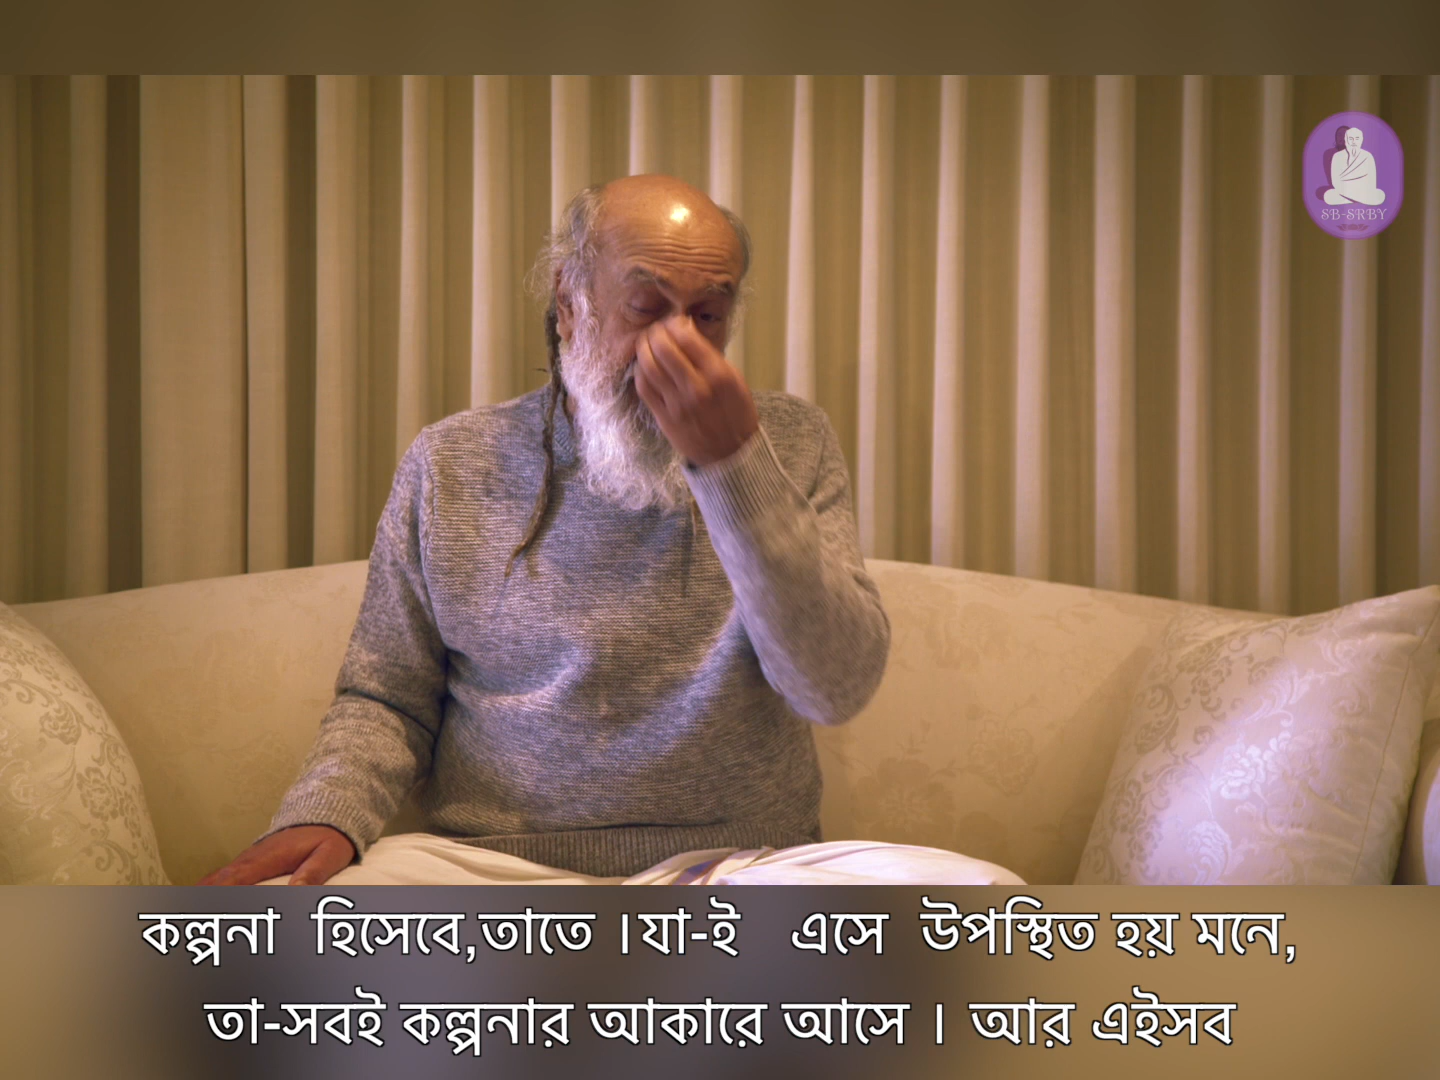 SB-SRBY
কল্পনা হিসেবে,তাতে ।যা-ই এসে উপস্থিত হয় মনে,
তা-সবই কল্পনার আকারে আসে । আর এইসব